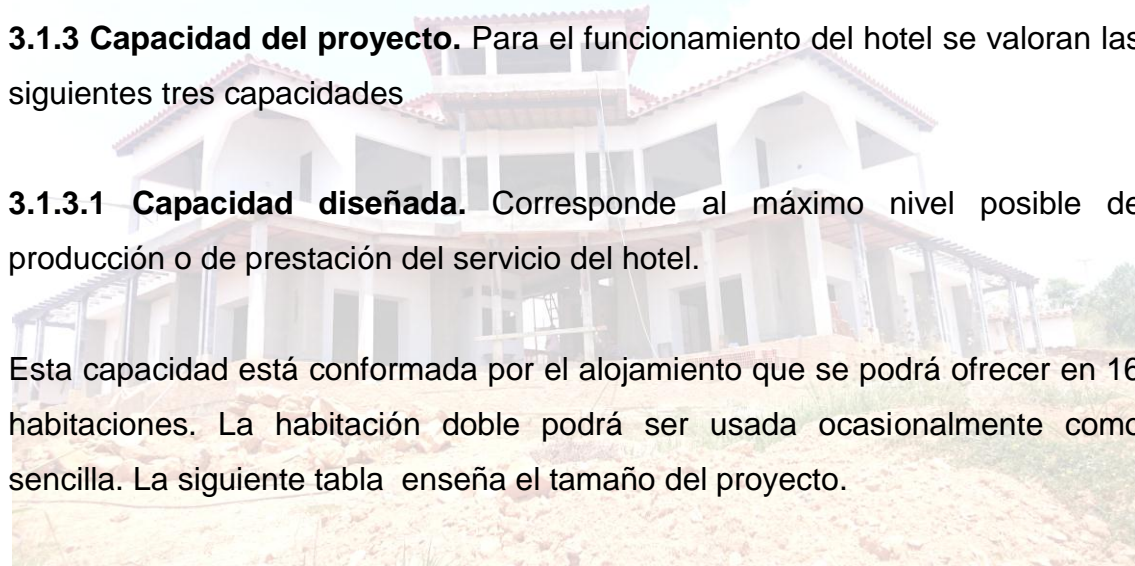 3.1.3 Capacidad del proyecto. Para el funcionamiento del hotel se valoran las
siguientes tres capacidades
3.1.3.1 Capacidad diseñada. Corresponde al máximo nivel posible de
producción o de prestación del servicio del hotel.
Esta capacidad está conformada por el alojamiento que se podrá ofrecer en 16
habitaciones. La habitación doble podrá ser usada ocasionalmente como
sencilla. La siguiente tabla  enseña el tamaño del proyecto.